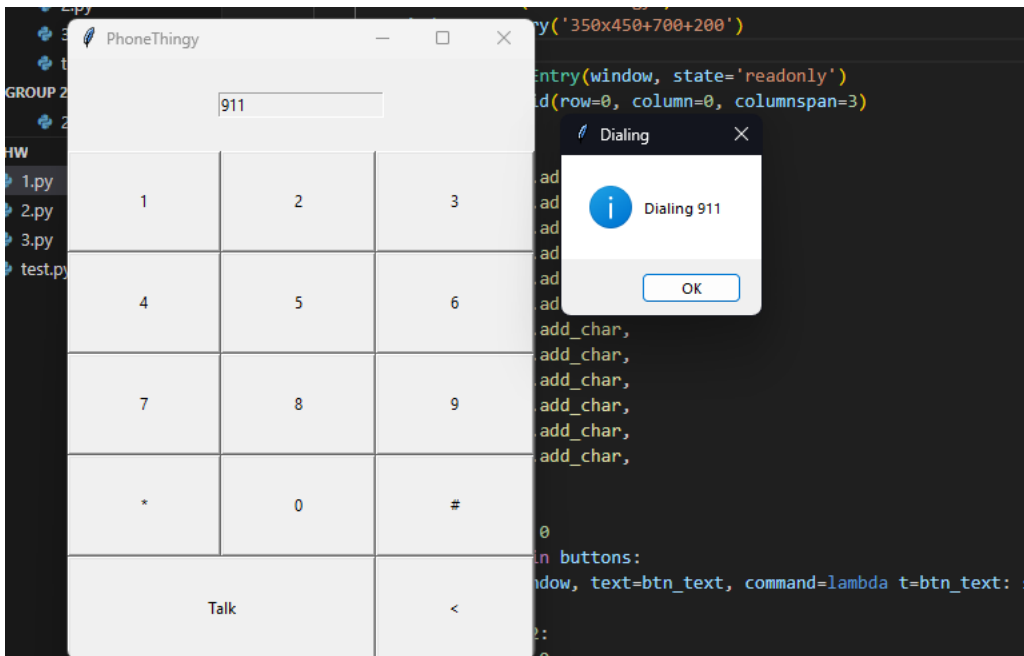 2.py
3
t
GROUP 2
2
HW
1.py
2.py
3.py
test.py
PhoneThingy
911
1
2
3
4
5
6
7
8
9
*
0
#
Talk
<
ry('350x450+700+200')
Entry(window, state='readonly')
id(row=0, column=0, columnspan=3)
.ad
.ad
.ad
.ad
.ad
.ad
.add_char,
.add_char,
.add_char,
.add_char,
.add_char,
.add_char,
0
in buttons:
ndow, text=btn_text, command=lambda t=btn_text:
2:
Dialing
Dialing 911
OK